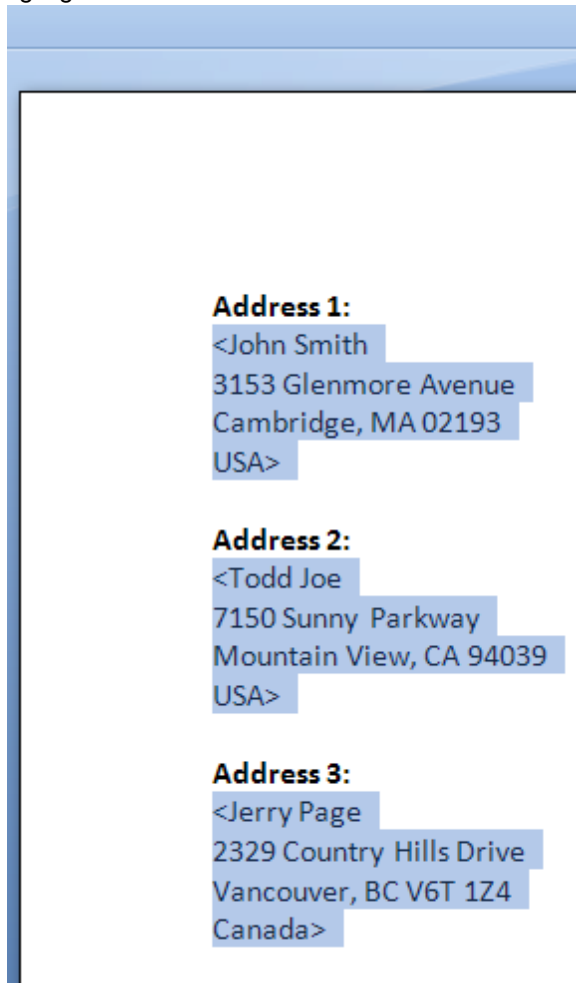 Address 1:
<John Smith
3153 Glenmore Avenue
Cambridge, MA 02193
USA>
Address 2:
<Todd Joe
7150 Sunny Parkway
Mountain View, CA 94039
USA>
Address 3:
<Jerry Page
2329 Country Hills Drive
Vancouver, BC V6T 1Z4
Canada>